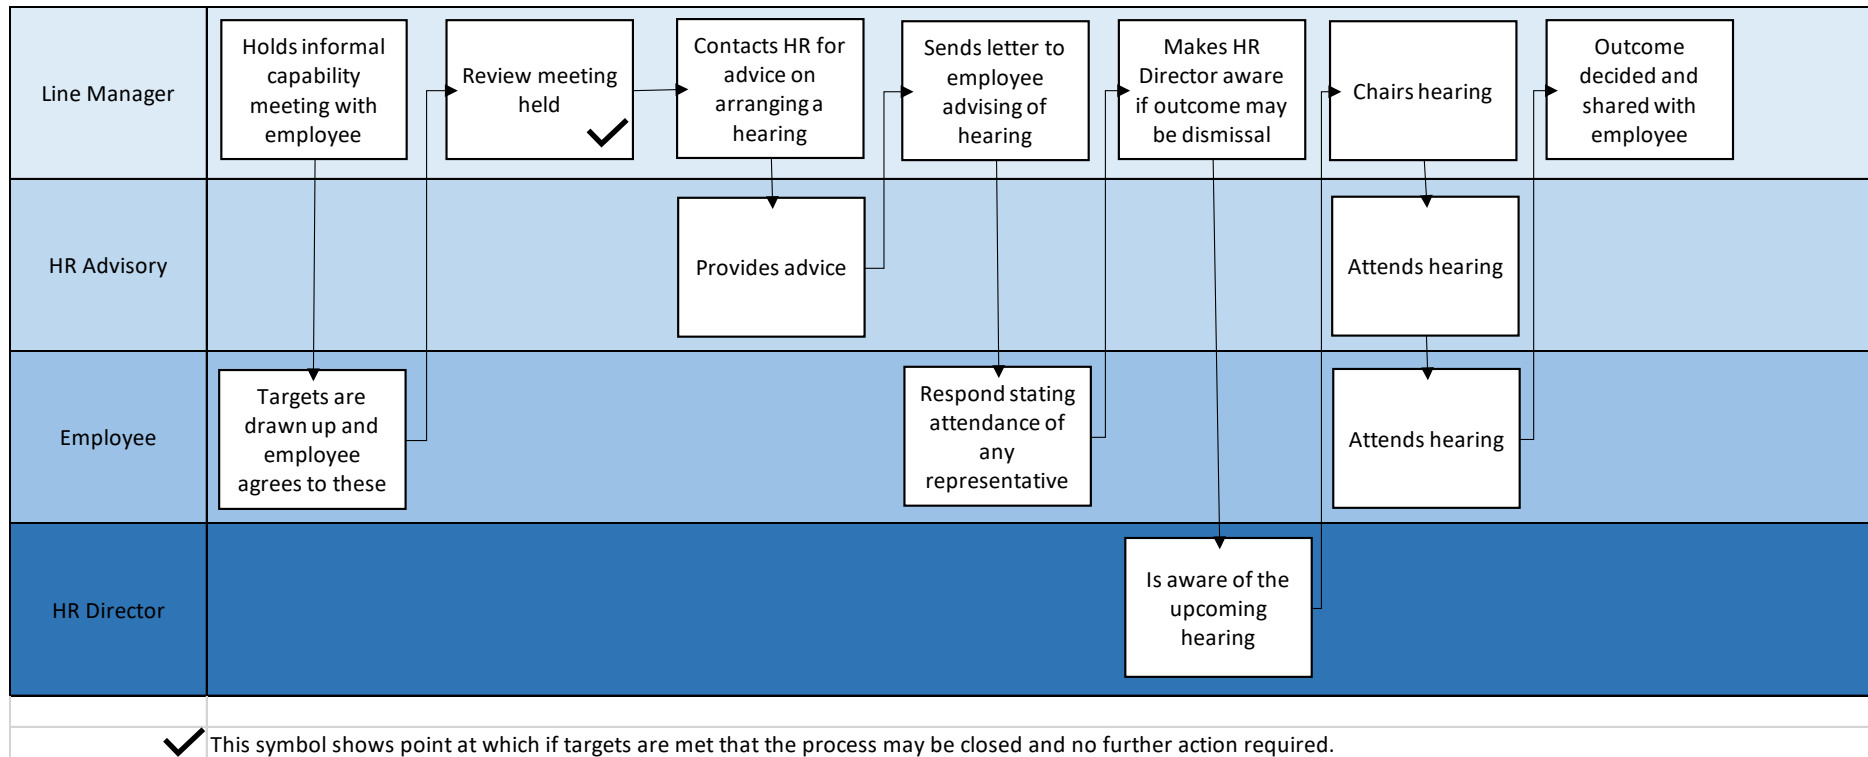 Line Manager
Holds informal
capability
meeting with
employee
Review meeting
held
Contacts HR for
advice on
arranging a
hearing
Sends letter to
employee
advising of
hearing
Makes HR
Director aware
if outcome may
be dismissal
Chairs hearing
Outcome
decided and
shared with
employee
HR Advisory
Provides advice
Attends hearing
Employee
Targets are
drawn up and
employee
agrees to these
Respond stating
attendance of
any
representative
Attends hearing
HR Director
Is aware of the
upcoming
hearing
This symbol shows point at which if targets are met that the process may be closed and no further action required.